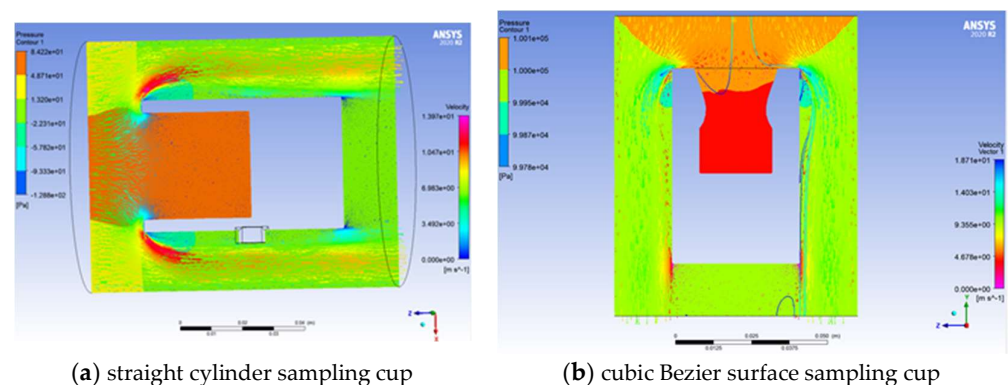 Pressure
Contour 1
8.422e+01
4.871e+01
1.320e+01
-2.231e+01
-5.782e+01
-9.333e+01
-1.288e+02
[Pa]
ANSYS
2020 R2
Velocity
1.397e+01
1.047e+01
6.983e+00
3.492e+00
0.000e+00
[m s^-1]
0
0.02
0.04 (m)
0.01
0.03
Z
X
(a) straight cylinder sampling cup
Pressure
Contour 1
1.001e+05
1.000e+05
9.995e+04
9.987e+04
9.978e+04
[Pa]
ANSYS
2020 R2
Velocity
Vector 1
1.871e+01
1.403e+01
9.355e+00
4.678e+00
0.000e+00
[m s^-1]
0
0.025
0.050 (m)
0.0125
0.0375
Y
Z
(b) cubic Bezier surface sampling cup